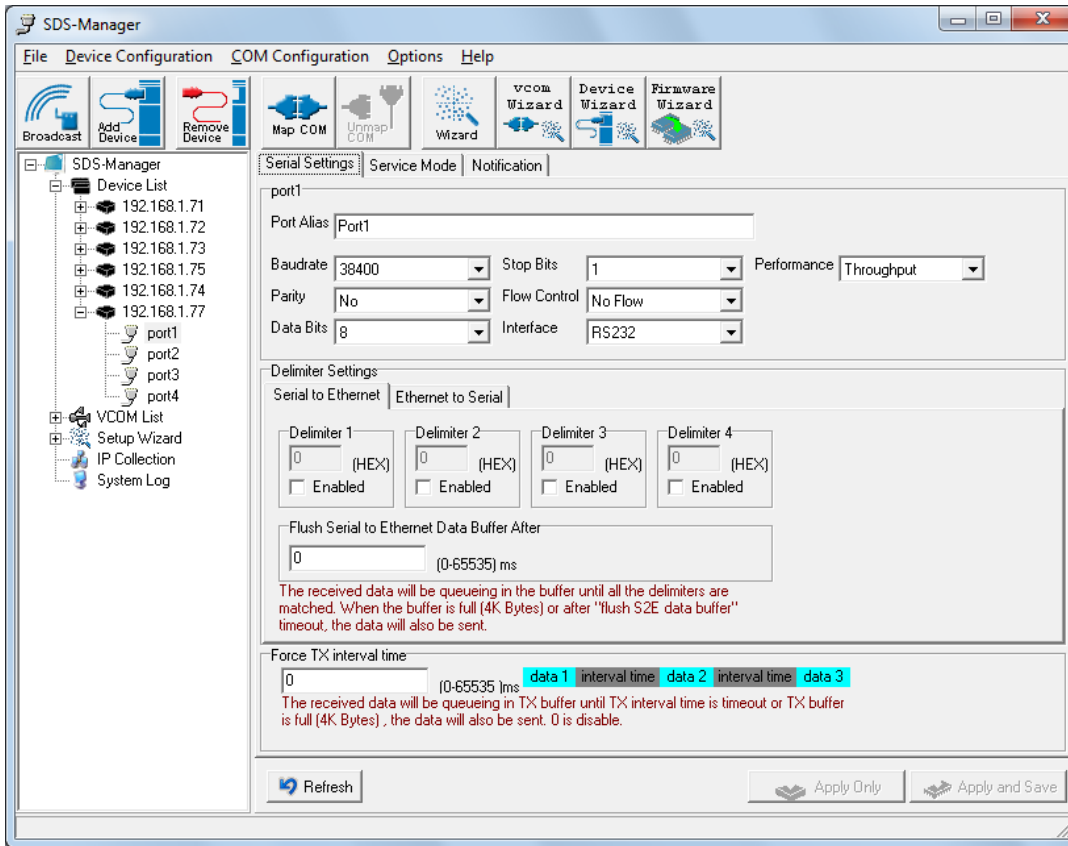 SDS-Manager
File Device Configuration COM Configuration Options Help
Broadcast Add Device Remove Device Map COM Unmap COM Wizard vcom Wizard Device Wizard Firmware Wizard
SDS-Manager
Device List
192.168.1.71
192.168.1.72
192.168.1.73
192.168.1.75
192.168.1.74
192.168.1.77
port1
port2
port3
port4
VCOM List
Setup Wizard
IP Collection
System Log
Serial Settings Service Mode Notification
port1
Port Alias Port1
Baudrate 38400 Stop Bits 1 Performance Throughput
Parity No Flow Control No Flow
Data Bits 8 Interface RS232
Delimiter Settings
Serial to Ethernet Ethernet to Serial
Delimiter 1 Delimiter 2 Delimiter 3 Delimiter 4
0 (HEX) 0 (HEX) 0 (HEX) 0 (HEX)
Enabled Enabled Enabled Enabled
Flush Serial to Ethernet Data Buffer After
0 (0-65535) ms
The received data will be queueing in the buffer until all the delimiters are
matched. When the buffer is full (4K Bytes) or after "flush S2E data buffer"
timeout, the data will also be sent.
Force TX interval time
0 (0-65535 )ms data 1 interval time data 2 interval time data 3
The received data will be queueing in TX buffer until TX interval time is timeout or TX buffer
is full (4K Bytes) , the data will also be sent. 0 is disable.
Refresh Apply Only Apply and Save